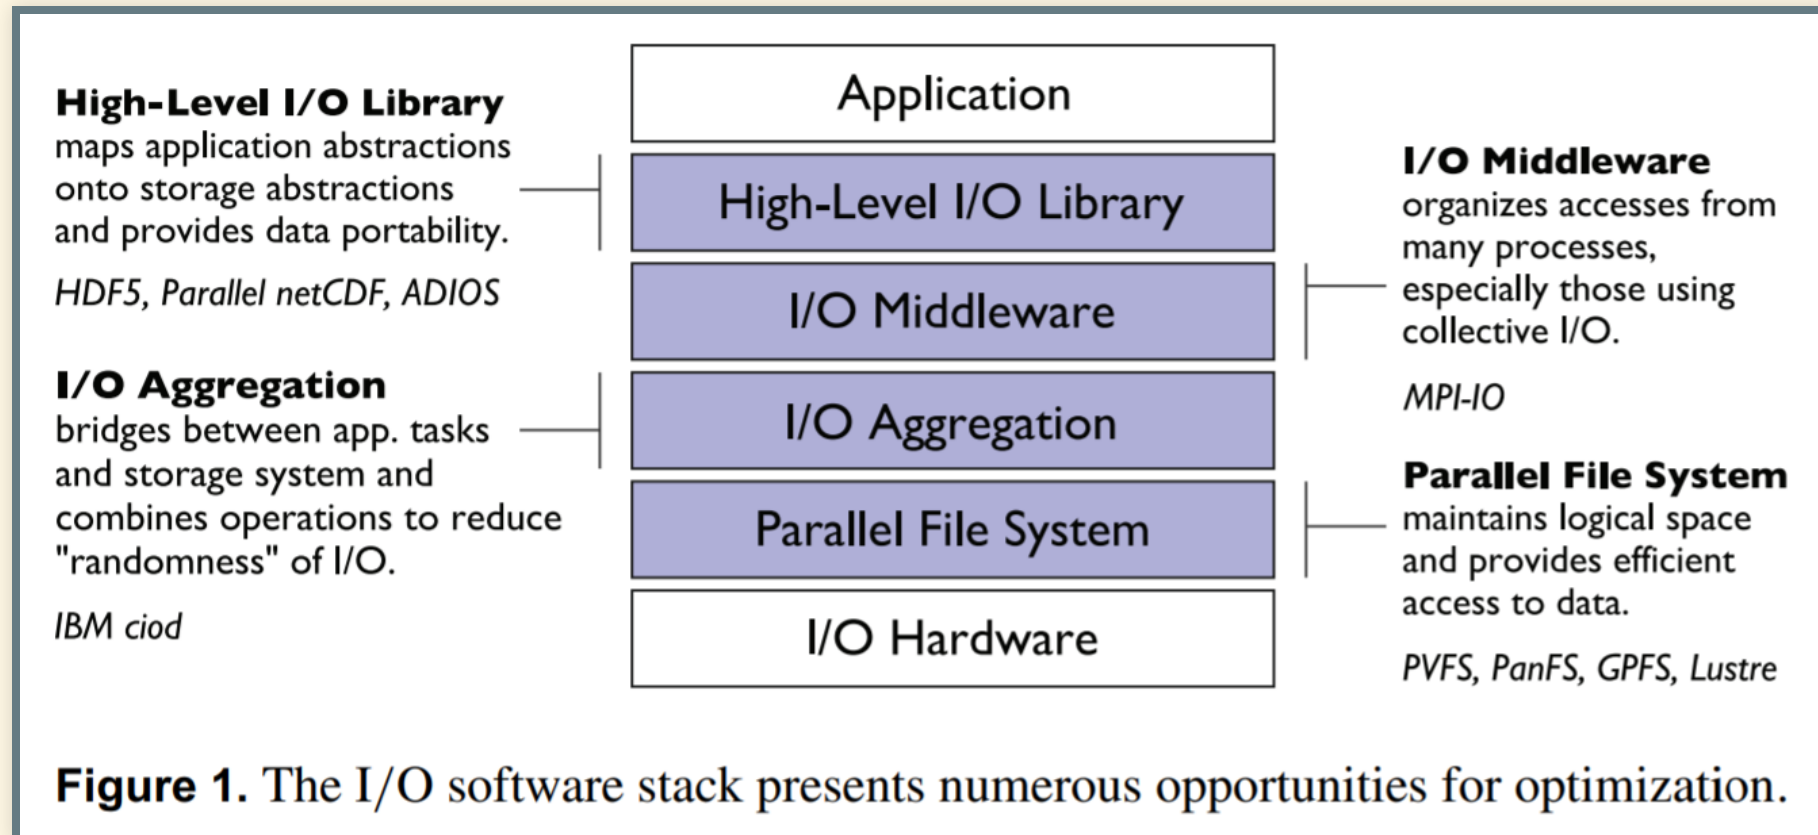 High-Level I/O Library
maps application abstractions
onto storage abstractions
and provides data portability.
HDF5, Parallel netCDF, ADIOS
I/O Aggregation
bridges between app. tasks
and storage system and
combines operations to reduce
"randomness" of I/O.
IBM ciod
Application
High-Level I/O Library
I/O Middleware
I/O Aggregation
Parallel File System
I/O Hardware
I/O Middleware
organizes accesses from
many processes,
especially those using
collective I/O.
MPI-IO
Parallel File System
maintains logical space
and provides efficient
access to data.
PVFS, PanFS, GPFS, Lustre
Figure 1. The I/O software stack presents numerous opportunities for optimization.